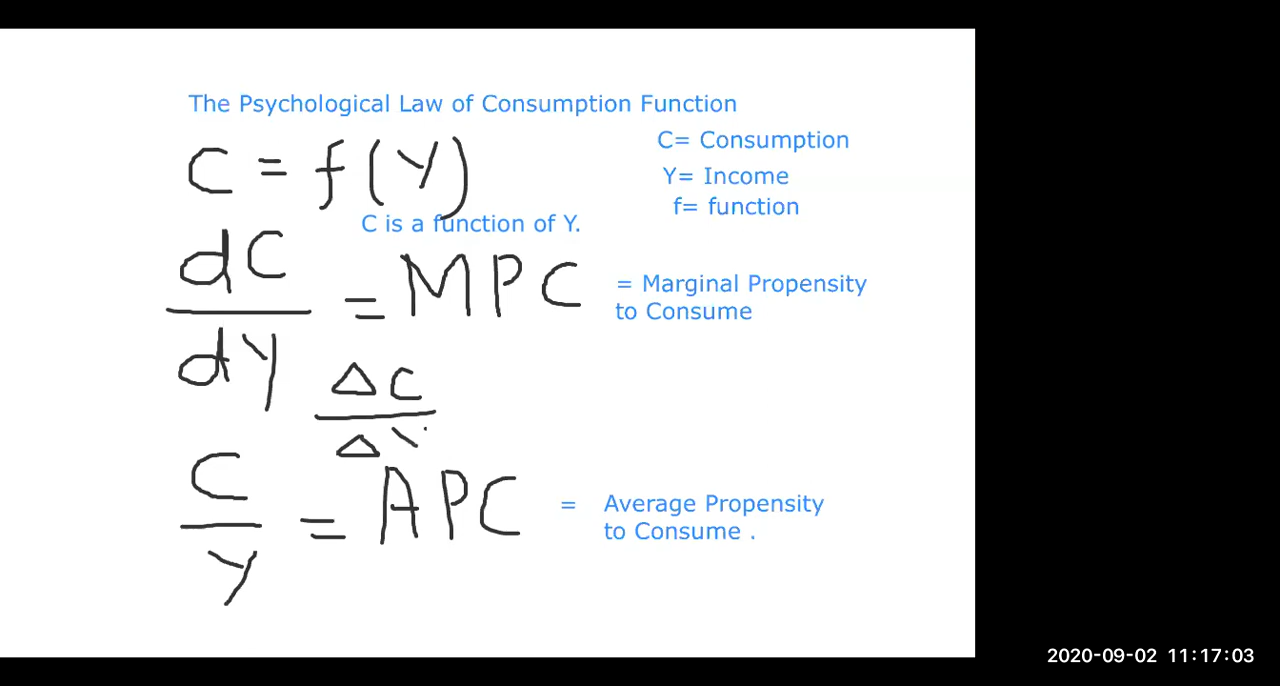 The Psychological Law of Consumption Function
C = f(Y)
C= Consumption
Y= Income
f= function
C is a function of Y.
dC/dY = MPC
= Marginal Propensity
to Consume
ΔC/ΔY
C/Y = APC
= Average Propensity
to Consume .
2020-09-02 11:17:03